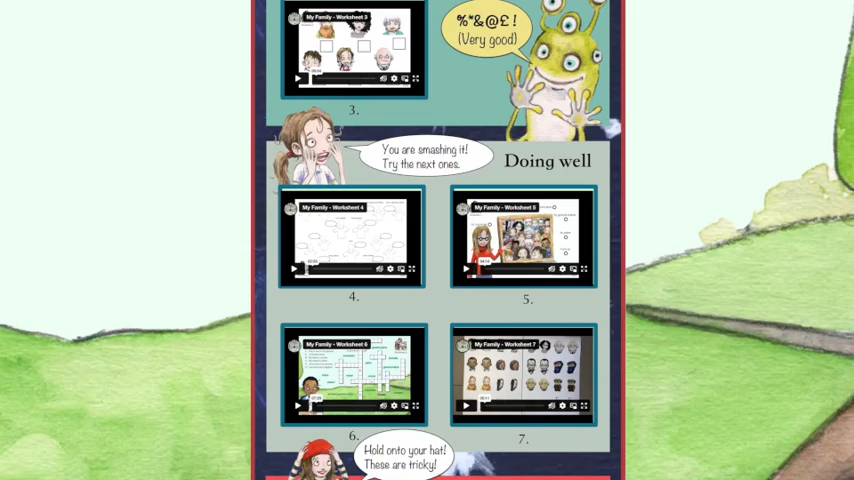 My Family - Worksheet 3
%*&@£!
(Very good)
3.
You are smashing it!
Try the next ones.
Doing well
My Family - Worksheet 4
My Family - Worksheet 5
4.
5.
My Family - Worksheet 6
My Family - Worksheet 7
6.
7.
Hold onto your hat!
These are tricky!